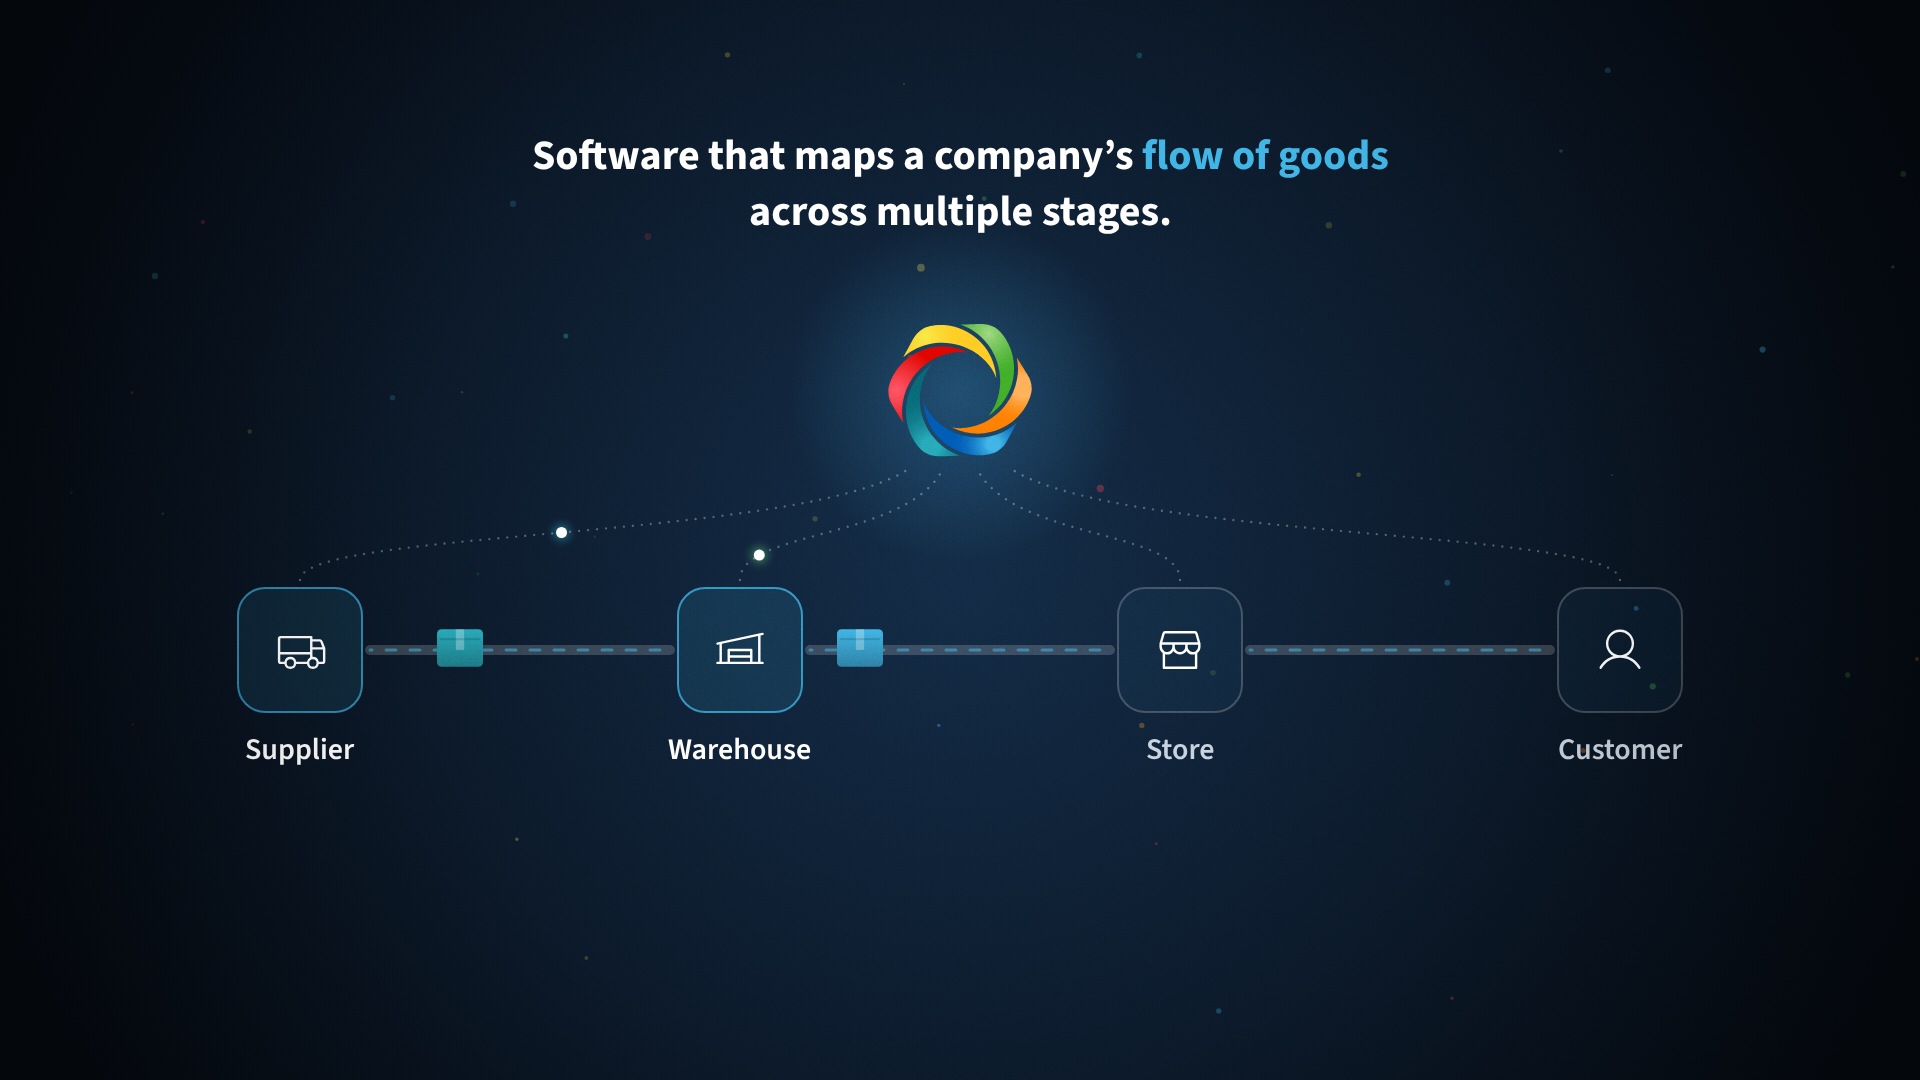 Software that maps a company’s flow of goods
across multiple stages.
Supplier
Warehouse
Store
Customer